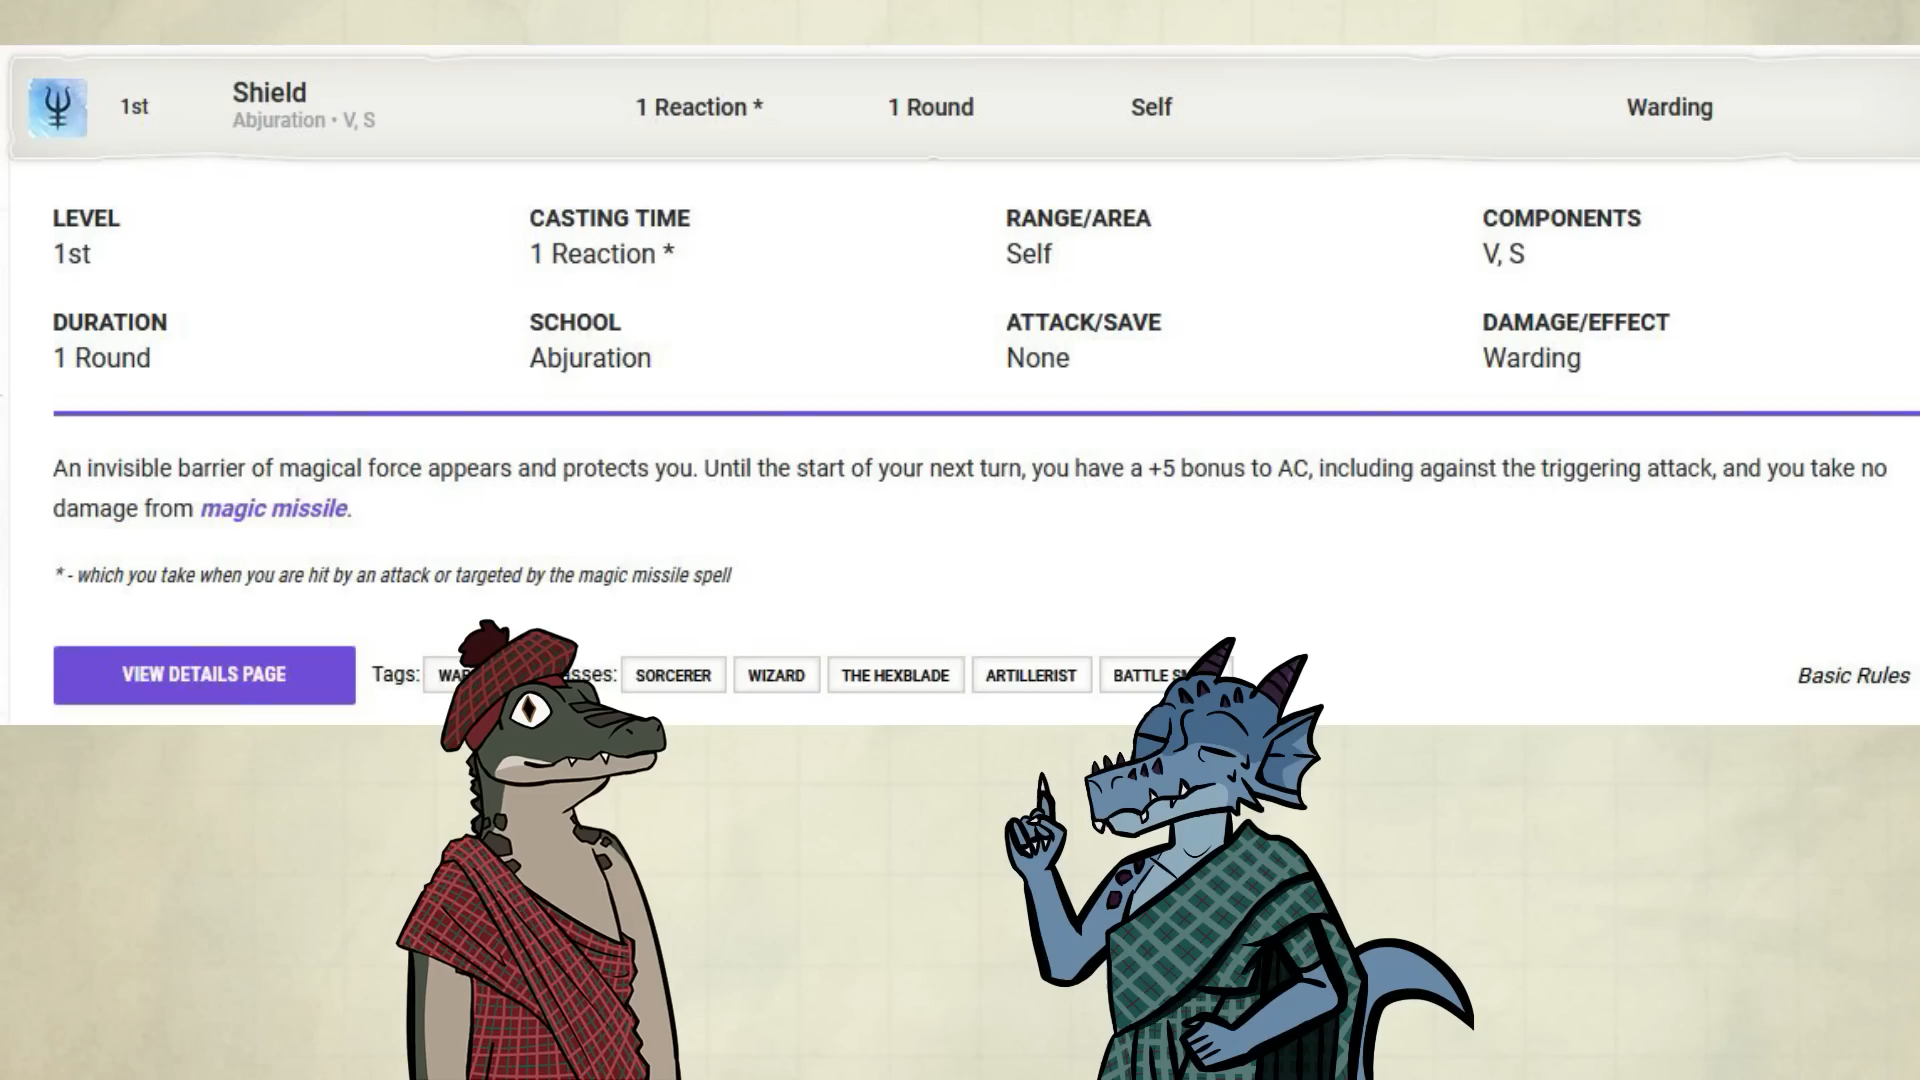 1st Shield 1 Reaction * 1 Round Self Warding
Abjuration • V, S
LEVEL CASTING TIME RANGE/AREA COMPONENTS
1st 1 Reaction * Self V, S
DURATION SCHOOL ATTACK/SAVE DAMAGE/EFFECT
1 Round Abjuration None Warding
An invisible barrier of magical force appears and protects you. Until the start of your next turn, you have a +5 bonus to AC, including against the triggering attack, and you take no
damage from magic missile.
* - which you take when you are hit by an attack or targeted by the magic missile spell
VIEW DETAILS PAGE Tags: SORCERER WIZARD THE HEXBLADE ARTILLERIST BATTLE Basic Rules